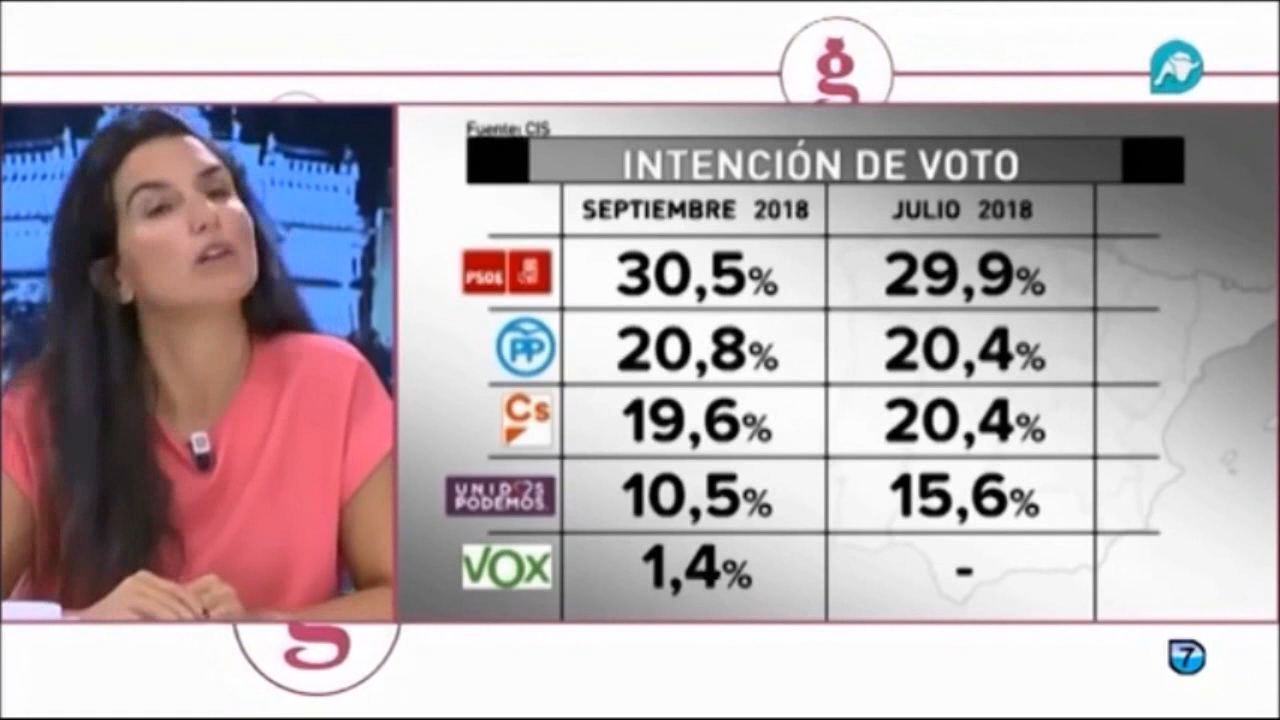 g
Fuente: CIS
INTENCIÓN DE VOTO
SEPTIEMBRE 2018 JULIO 2018
PSOE 30,5% 29,9%
PP 20,8% 20,4%
Cs 19,6% 20,4%
UNIDOS PODEMOS. 10,5% 15,6%
VOX 1,4% -
g
7